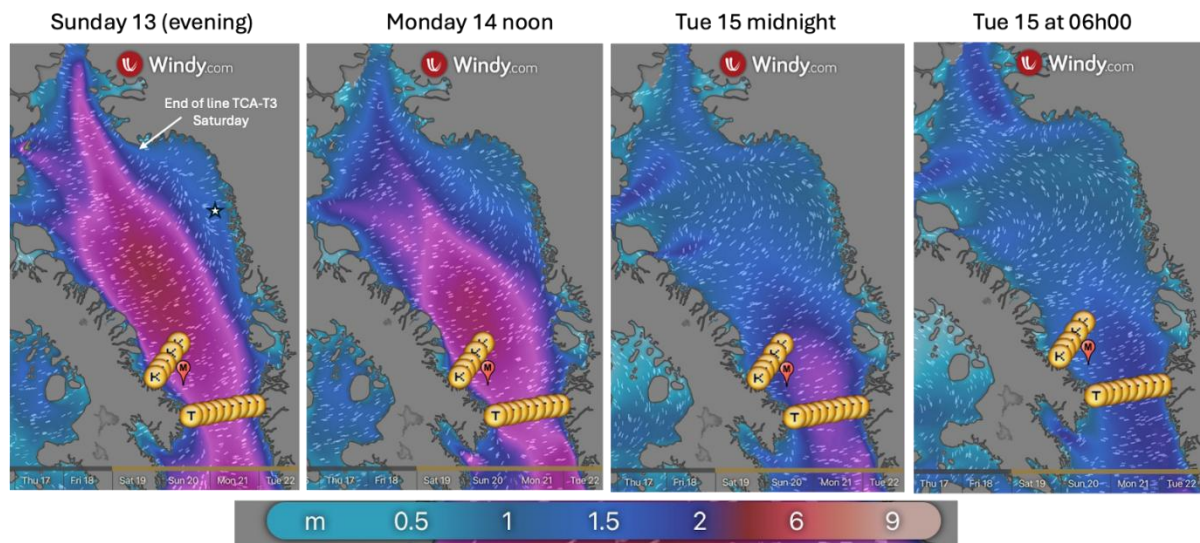 Sunday 13 (evening)
Monday 14 noon
Tue 15 midnight
Tue 15 at 06h00
Windy.com
Windy.com
Windy.com
Windy.com
End of line TCA-T3
Saturday
K K K
M
T
K K K
M
T
K K K
M
T
K K
M
T
Thu 17 Fri 18 Sat 19 Sun 20 Mon 21 Tue 22
Thu 17 Fri 18 Sat 19 Sun 20 Mon 21 Tue 22
Thu 17 Fri 18 Sat 19 Sun 20 Mon 21 Tue 22
Thu 17 Fri 18 Sat 19 Sun 20 Mon 21 Tue 22
m 0.5 1 1.5 2 6 9